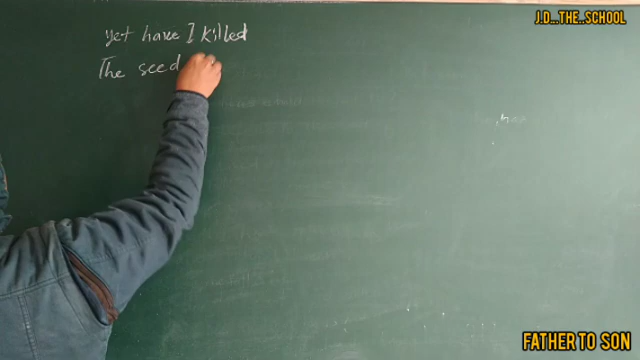 J.D...THE..SCHOOL
yet have I killed
The seed
FATHER TO SON